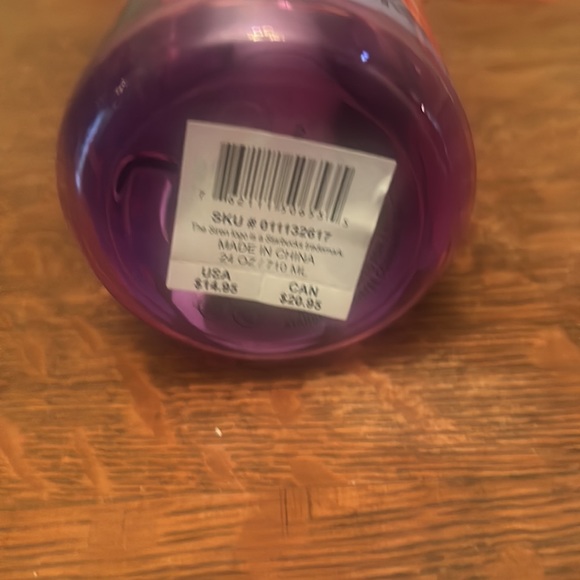 SKU # 011132617
The Siren logo is a Starbucks trademark.
MADE IN CHINA
24 OZ / 710 ML
USA CAN
$14.95 $20.95